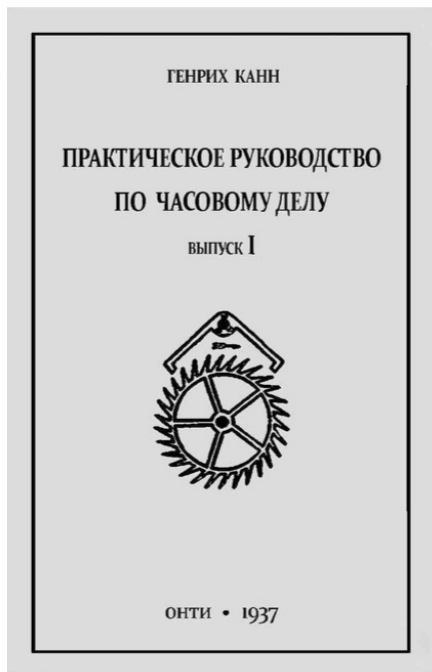 ГЕНРИХ КАНН
ПРАКТИЧЕСКОЕ РУКОВОДСТВО
ПО ЧАСОВОМУ ДЕЛУ
ВЫПУСК I
ОНТИ • 1937